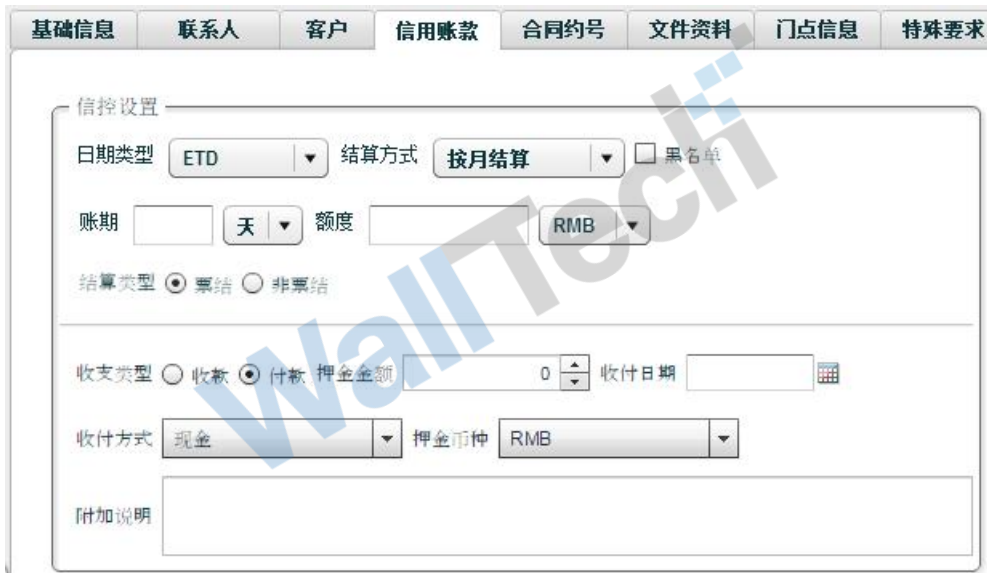 基础信息 联系人 客户 信用账款 合同约号 文件资料 门点信息 特殊要求
信控设置
日期类型 ETD 结算方式 按月结算 黑名单
账期 天 额度 RMB
结算类型 票结 非票结
收支类型 收款 付款 押金金额 0 收付日期
收付方式 现金 押金币种 RMB
附加说明
WallTech